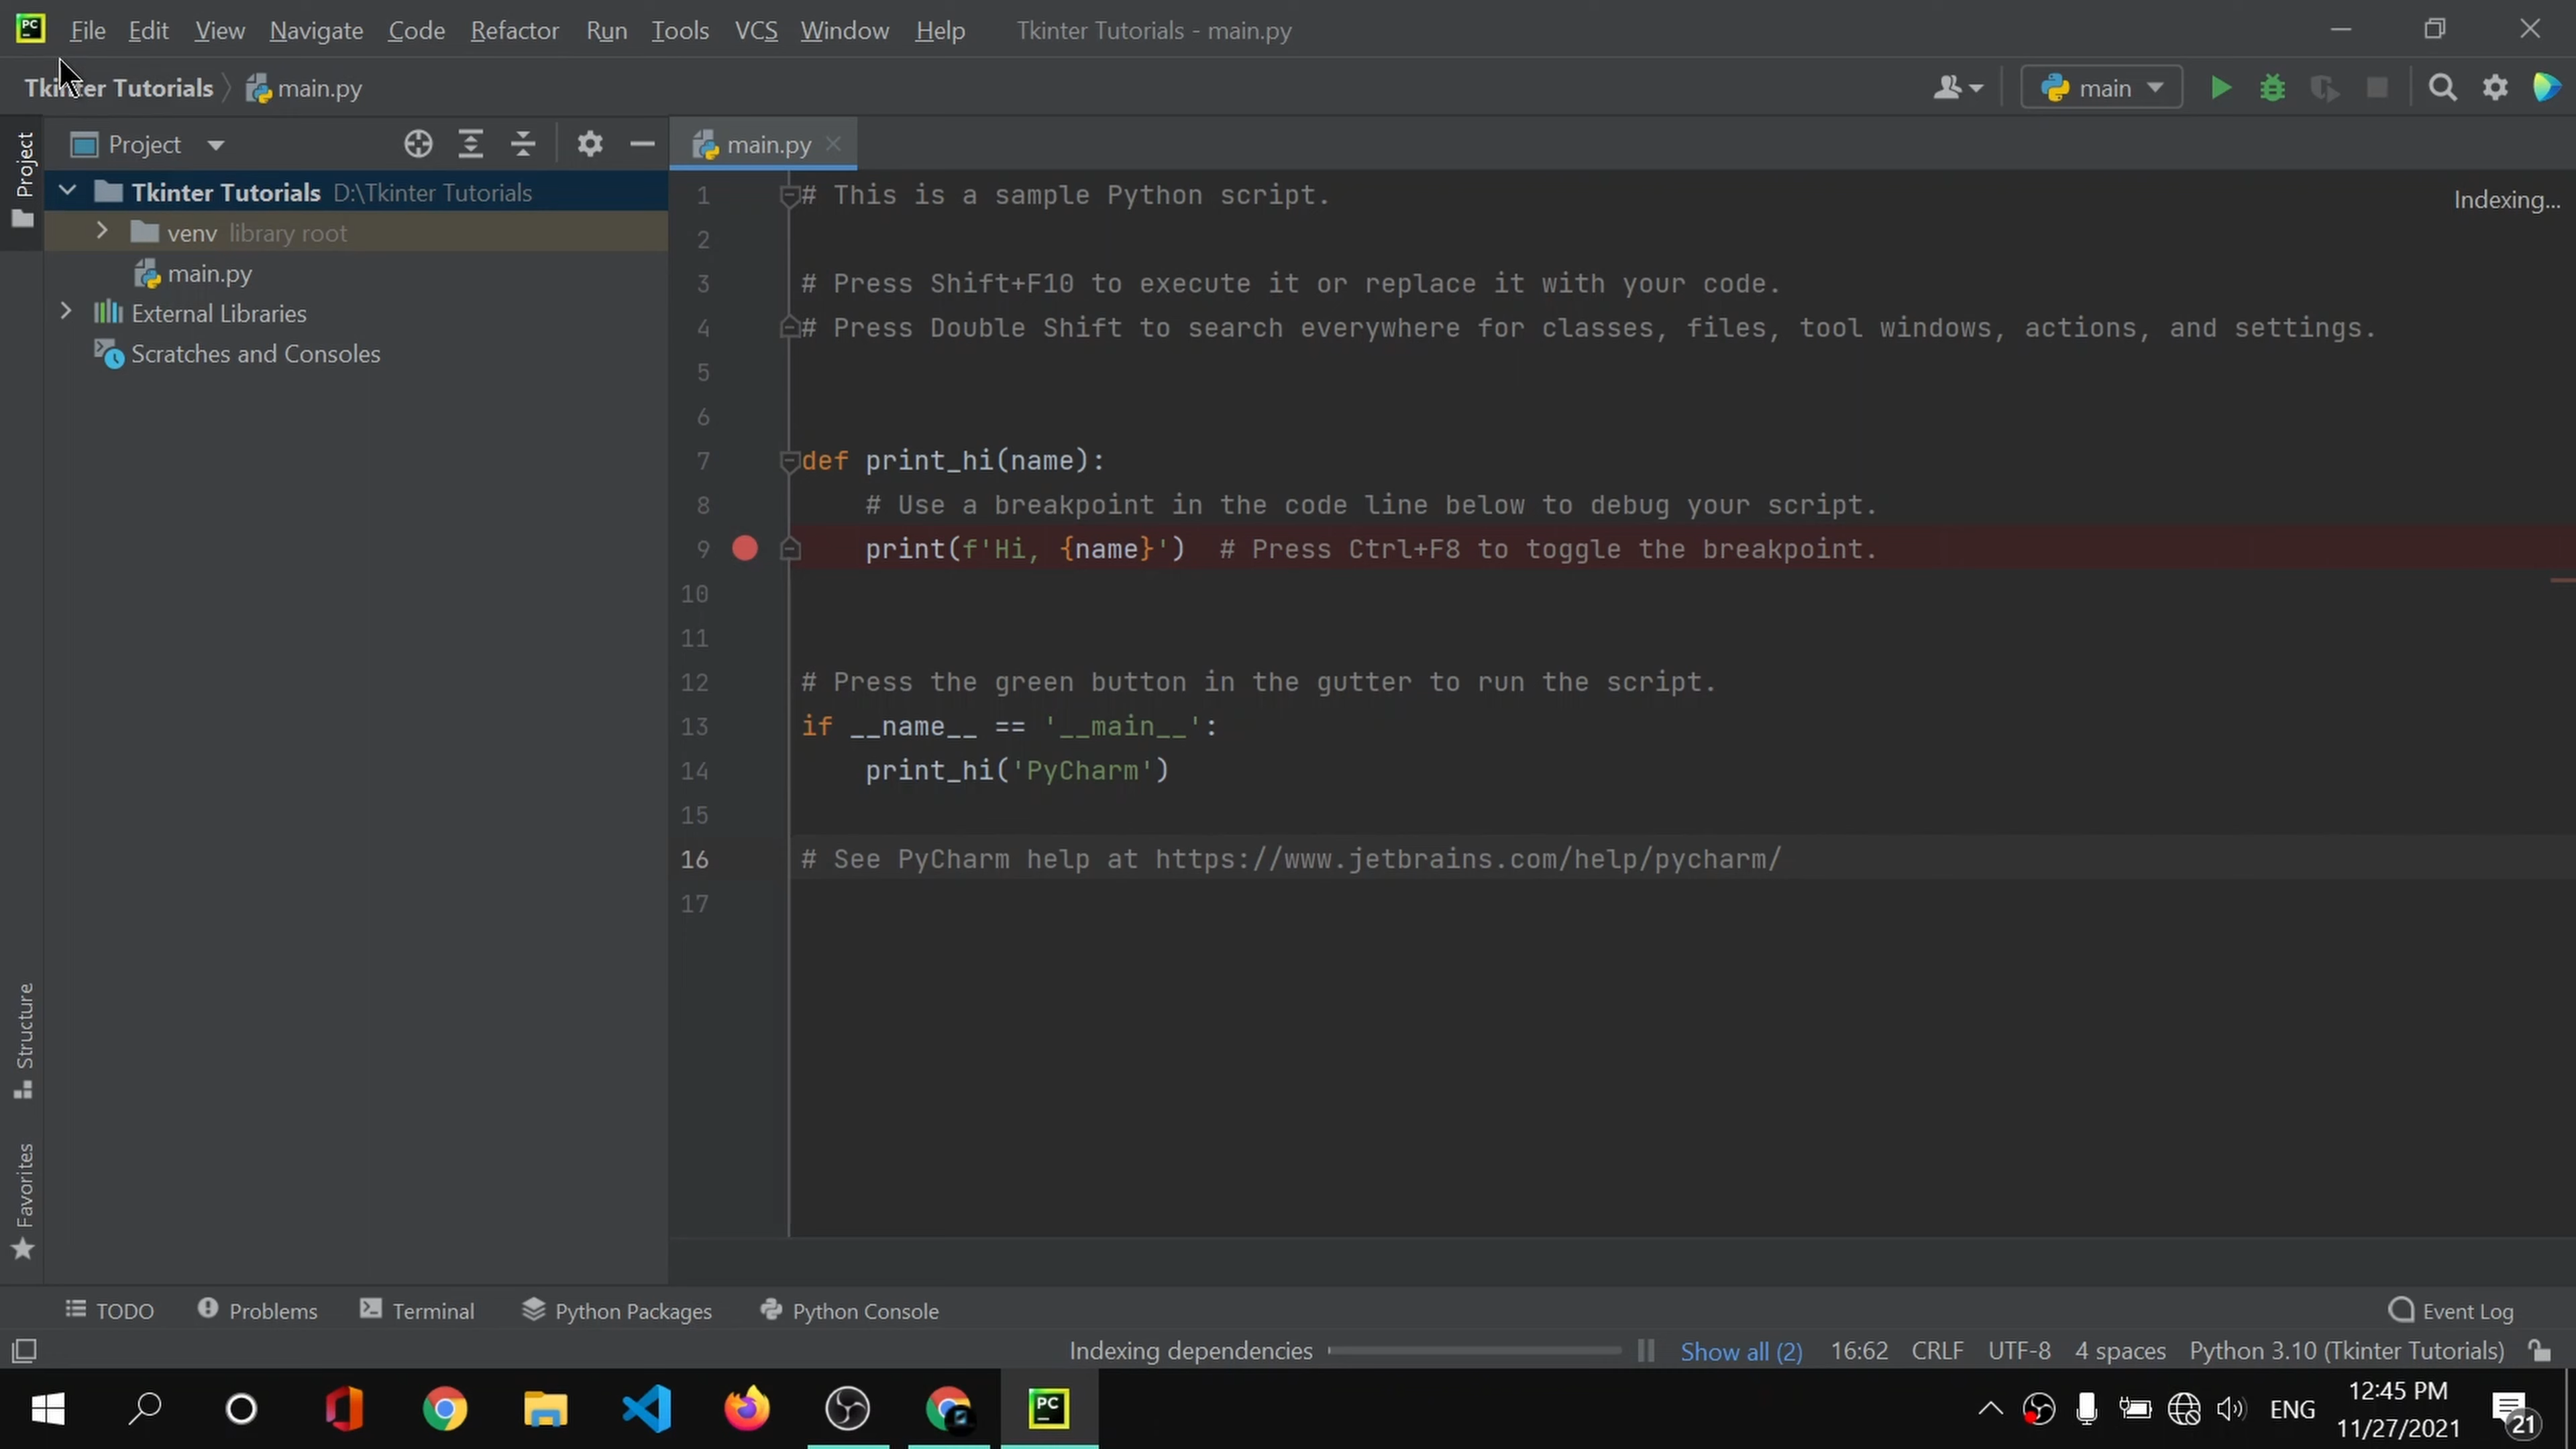 File Edit View Navigate Code Refactor Run Tools VCS Window Help Tkinter Tutorials - main.py
Tkinter Tutorials main.py main
Project
Project
main.py
Tkinter Tutorials D:\Tkinter Tutorials
venv library root
main.py
External Libraries
Scratches and Consoles
Indexing...
1 # This is a sample Python script.
2
3 # Press Shift+F10 to execute it or replace it with your code.
4 # Press Double Shift to search everywhere for classes, files, tool windows, actions, and settings.
5
6
7 def print_hi(name):
8 # Use a breakpoint in the code line below to debug your script.
9 print(f'Hi, {name}') # Press Ctrl+F8 to toggle the breakpoint.
10
11
12 # Press the green button in the gutter to run the script.
13 if __name__ == '__main__':
14 print_hi('PyCharm')
15
16 # See PyCharm help at https://www.jetbrains.com/help/pycharm/
17
Structure
Favorites
TODO Problems Terminal Python Packages Python Console Event Log
Indexing dependencies Show all (2) 16:62 CRLF UTF-8 4 spaces Python 3.10 (Tkinter Tutorials)
PC
PC
ENG
12:45 PM
11/27/2021
21